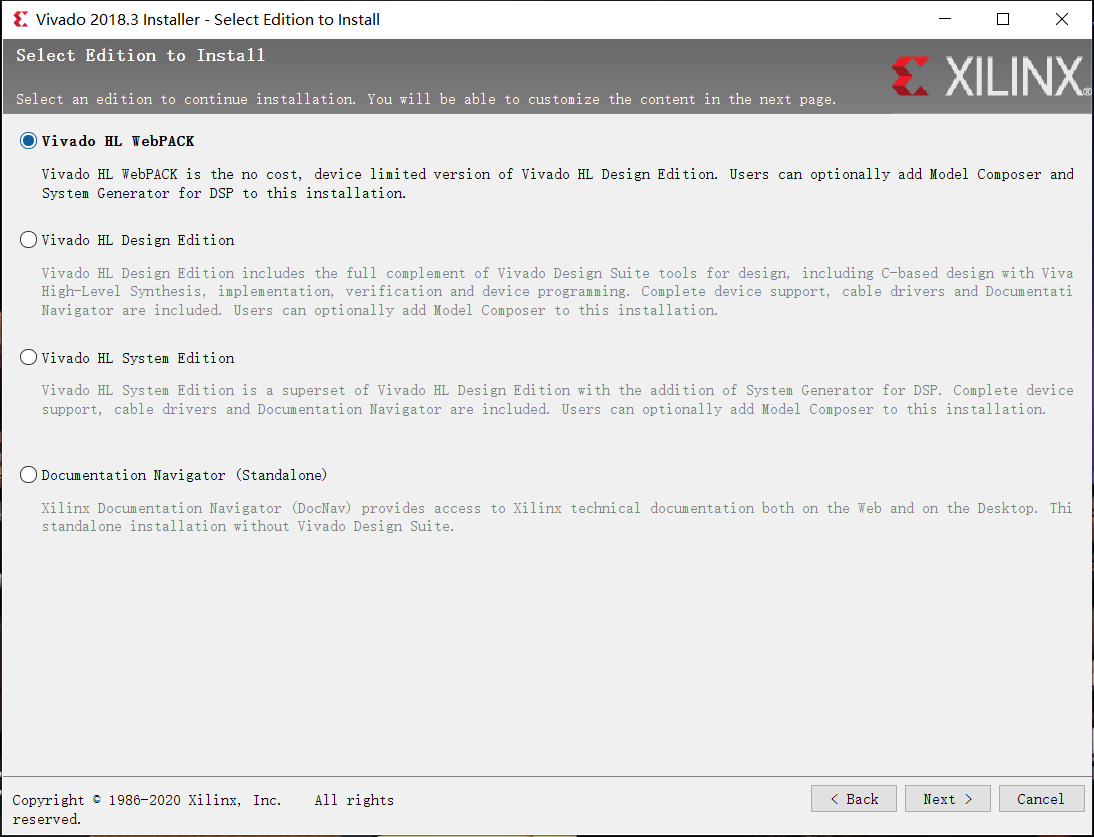 Vivado 2018.3 Installer - Select Edition to Install
Select Edition to Install
XILINX®
Select an edition to continue installation. You will be able to customize the content in the next page.
Vivado HL WebPACK
Vivado HL WebPACK is the no cost, device limited version of Vivado HL Design Edition. Users can optionally add Model Composer and
System Generator for DSP to this installation.
Vivado HL Design Edition
Vivado HL Design Edition includes the full complement of Vivado Design Suite tools for design, including C-based design with Viva
High-Level Synthesis, implementation, verification and device programming. Complete device support, cable drivers and Documentati
Navigator are included. Users can optionally add Model Composer to this installation.
Vivado HL System Edition
Vivado HL System Edition is a superset of Vivado HL Design Edition with the addition of System Generator for DSP. Complete device
support, cable drivers and Documentation Navigator are included. Users can optionally add Model Composer to this installation.
Documentation Navigator (Standalone)
Xilinx Documentation Navigator (DocNav) provides access to Xilinx technical documentation both on the Web and on the Desktop. Thi
standalone installation without Vivado Design Suite.
Copyright © 1986-2020 Xilinx, Inc. All rights
reserved.
< Back
Next >
Cancel